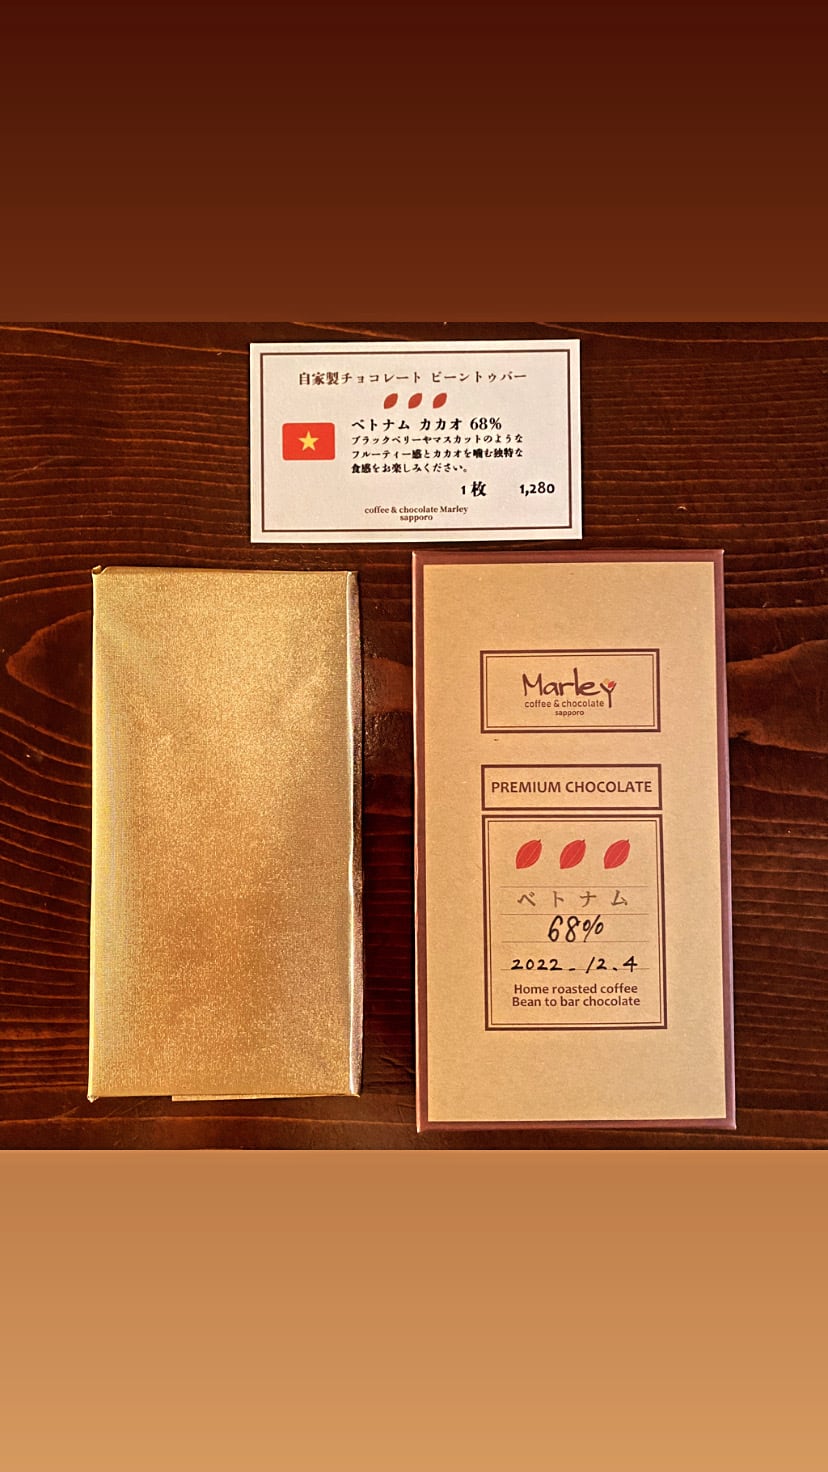 自家製チョコレート ビーントゥバー
ベトナム カカオ 68%
ブラックベリーやマスカットのような
フルーティー感とカカオを噛む独特な
食感をお楽しみください。
1枚 1,280
coffee & chocolate Marley
sapporo
Marley
coffee & chocolate
sapporo
PREMIUM CHOCOLATE
ベトナム
68%
2022.12.4
Home roasted coffee
Bean to bar chocolate